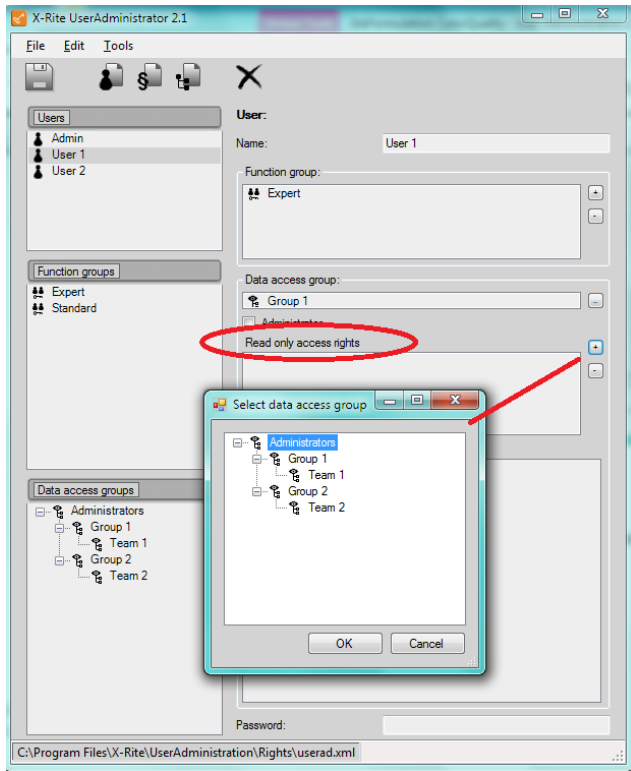 X-Rite UserAdministrator 2.1
File Edit Tools
§
Users
Admin
User 1
User 2
User:
Name: User 1
Function group:
Expert
+
-
Function groups
Expert
Standard
Data access group:
Group 1
...
Administrator
Read only access rights
+
-
Select data access group
Administrators
Group 1
Team 1
Group 2
Team 2
OK Cancel
Data access groups
Administrators
Group 1
Team 1
Group 2
Team 2
Password:
C:\Program Files\X-Rite\UserAdministration\Rights\userad.xml